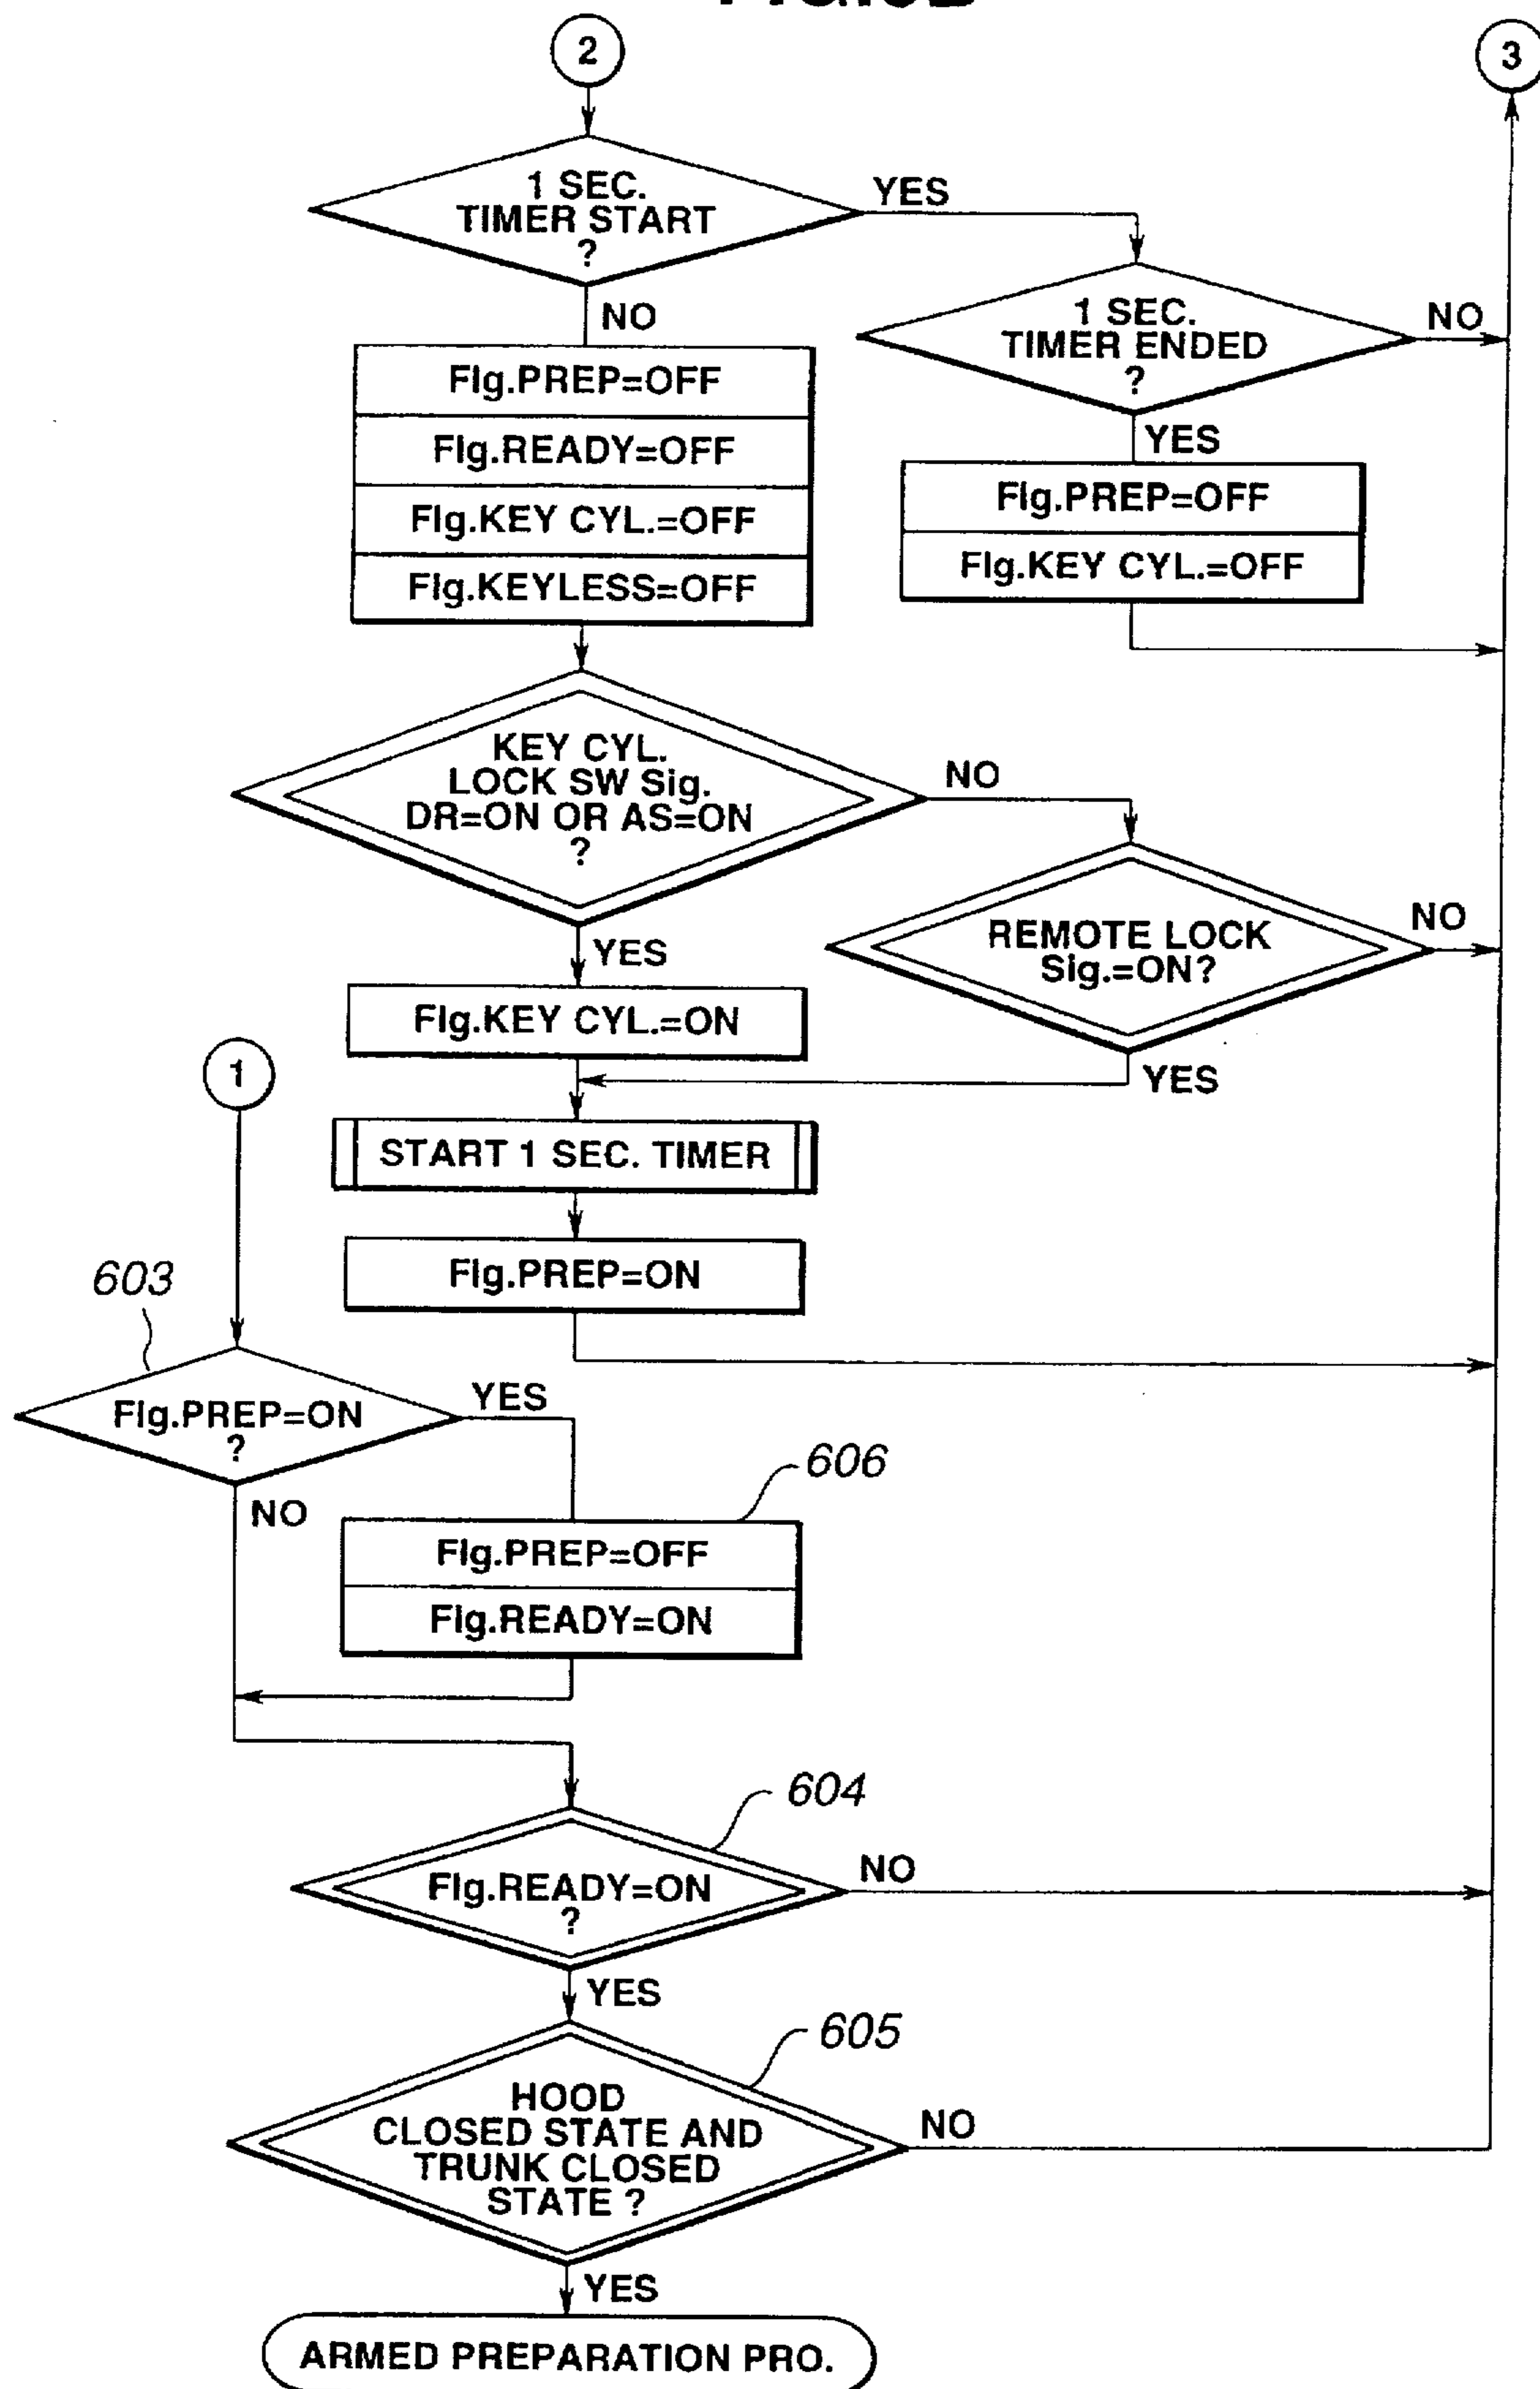 2
3
1 SEC.
TIMER START
?
YES
NO
1 SEC.
TIMER ENDED
?
NO
YES
Flg.PREP=OFF
Flg.READY=OFF
Flg.KEY CYL.=OFF
Flg.KEYLESS=OFF
Flg.PREP=OFF
Flg.KEY CYL.=OFF
KEY CYL.
LOCK SW Sig.
DR=ON OR AS=ON
?
NO
YES
REMOTE LOCK
Sig.=ON?
NO
YES
Flg.KEY CYL.=ON
1
START 1 SEC. TIMER
Flg.PREP=ON
603
Flg.PREP=ON
?
YES
NO
606
Flg.PREP=OFF
Flg.READY=ON
604
Flg.READY=ON
?
NO
YES
605
HOOD
CLOSED STATE AND
TRUNK CLOSED
STATE ?
NO
YES
ARMED PREPARATION PRO.